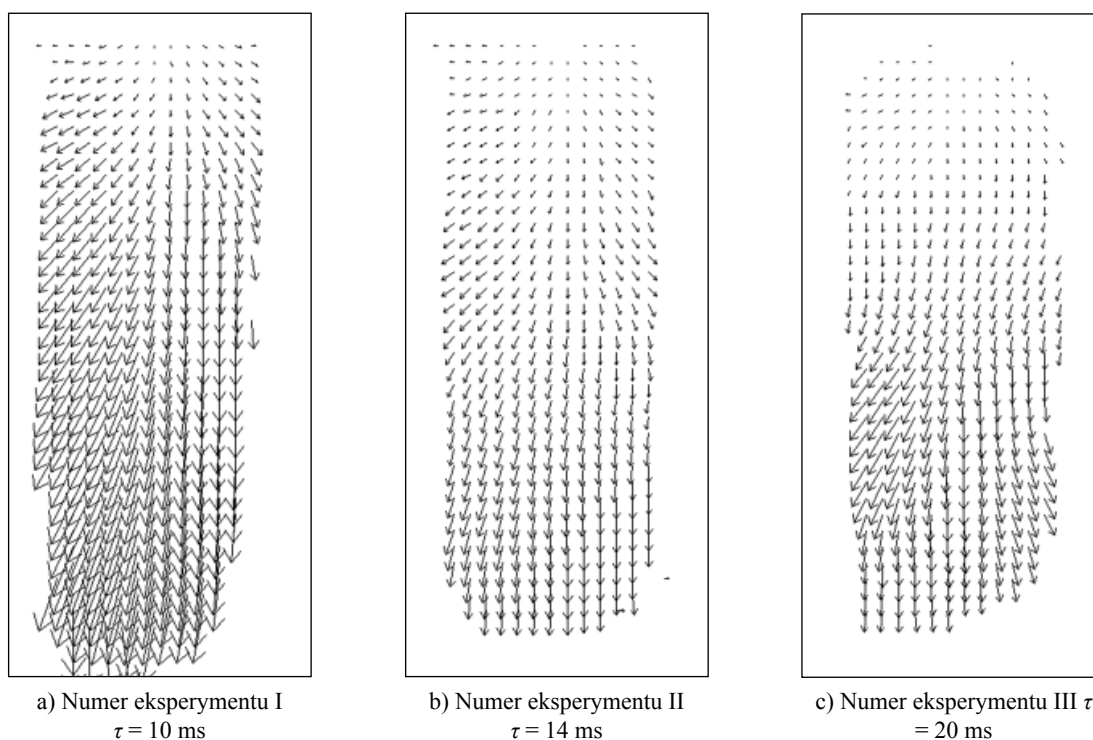 a) Numer eksperymentu I
τ = 10 ms
b) Numer eksperymentu II
τ = 14 ms
c) Numer eksperymentu III τ
= 20 ms